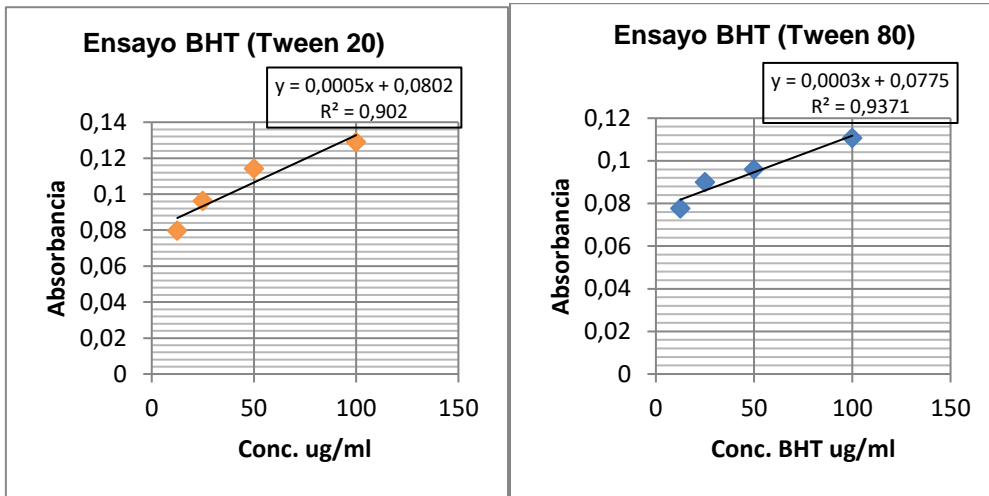 Ensayo BHT (Tween 20)
y = 0,0005x + 0,0802
R² = 0,902
0,14
0,12
0,1
0,08
0,06
0,04
0,02
0
Absorbancia
0 50 100 150
Conc. ug/ml
Ensayo BHT (Tween 80)
y = 0,0003x + 0,0775
R² = 0,9371
0,12
0,1
0,08
0,06
0,04
0,02
0
Absorbancia
0 50 100 150
Conc. BHT ug/ml